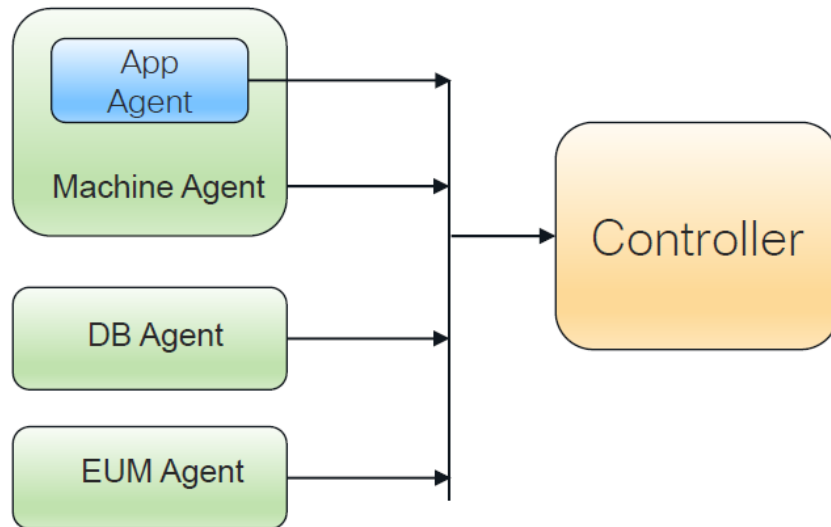 App
Agent
Machine Agent
Controller
DB Agent
EUM Agent